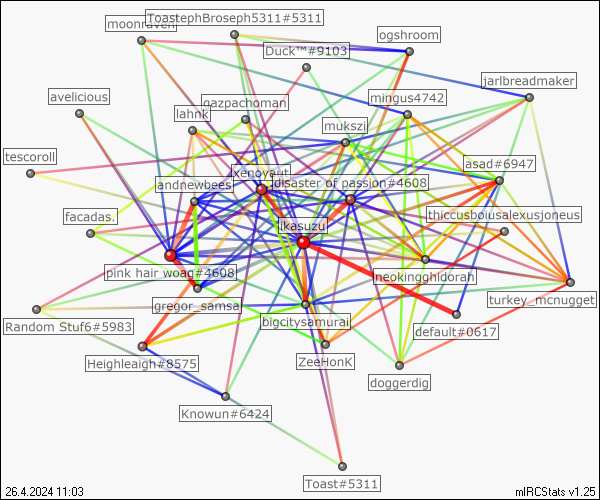 ToastephBroseph5311#5311
moonraven
ogshroom
Duck™#9103
jarlbreadmaker
avelicious
gazpachoman
mingus4742
lahnk
mukszi
tescoroll
asad#6947
xenovaut
andnewbees
disaster of passion#4608
facadas.
thiccusboiusalexusjoneus
lkasuzu
pink hair woag#4608
neokingghidorah
turkey_mcnugget
gregor_samsa
bigcitysamurai
Random Stuf6#5983
default#0617
Heighleaigh#8575
ZeeHonK
doggerdig
Knowun#6424
Toast#5311
26.4.2024 11:03
mIRCStats v1.25